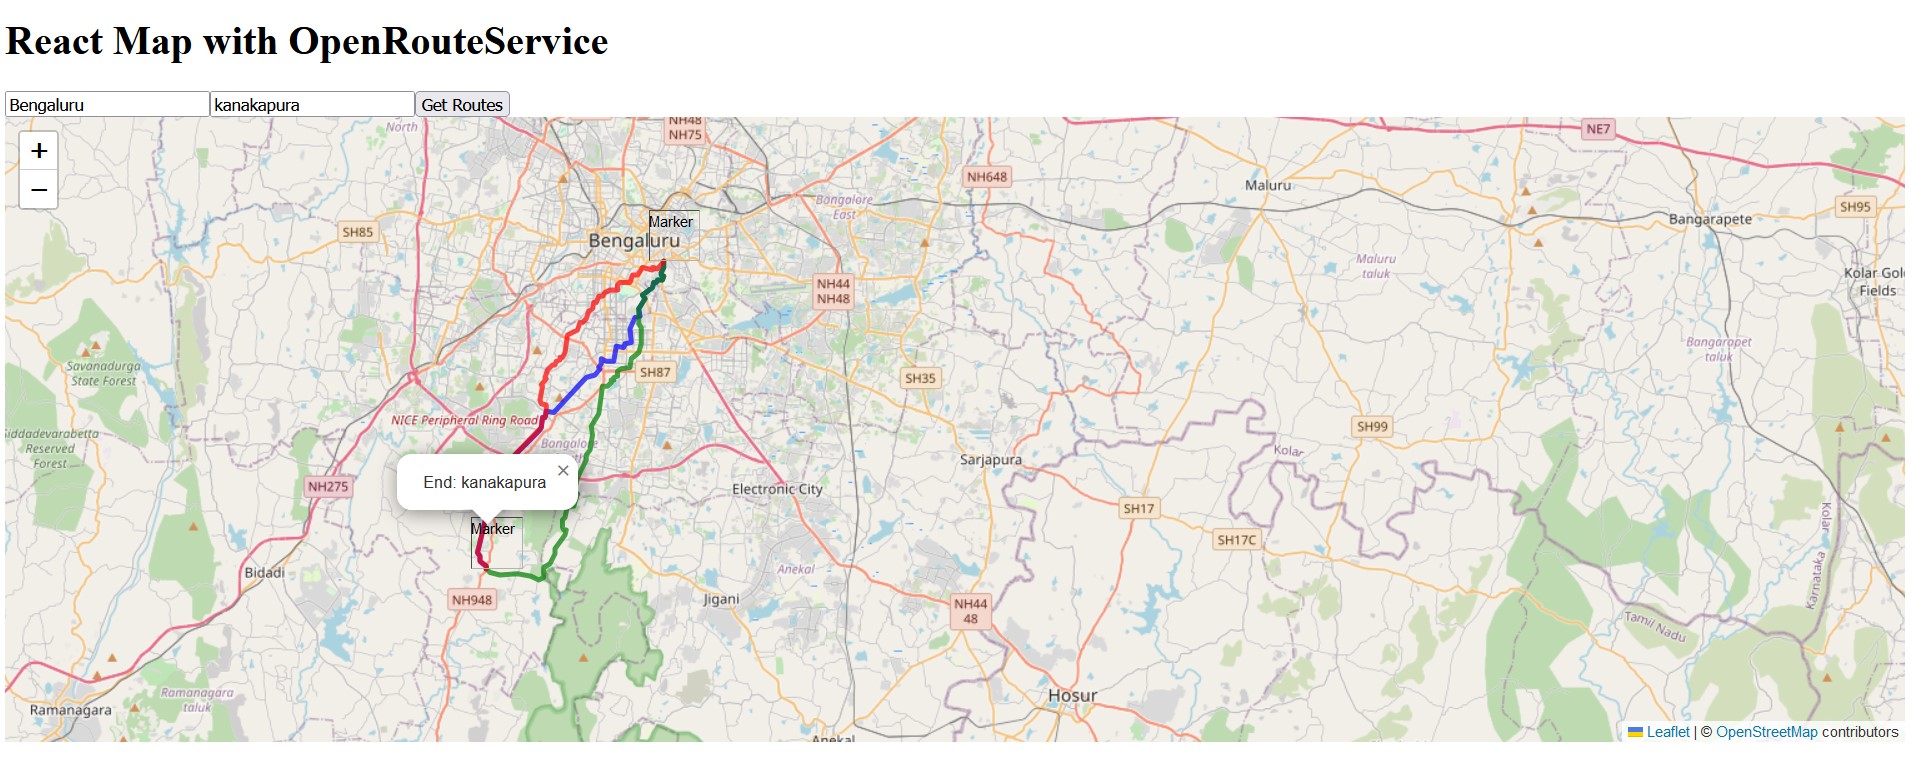 React Map with OpenRouteService
Bengaluru
kanakapura
Get Routes
+
−
North
NH48
NH75
NE7
NH648
Maluru
Bangalore
East
SH95
Bangarapete
SH85
Marker
Bengaluru
Maluru
taluk
Kolar Gold
Fields
NH44
NH48
Savanadurga
State Forest
Bangarapet
taluk
SH87
SH35
NICE Peripheral Ring Road
SH99
Siddadevarabetta
Reserved
Forest
Kolar
Sarjapura
×
End: kanakapura
NH275
Electronic City
SH17
Kolar
Marker
SH17C
Bidadi
Anekal
Karnataka
NH948
Jigani
NH44
48
Tamil Nadu
Ramanagara
taluk
Hosur
Ramanagara
Anekal
Leaflet | © OpenStreetMap contributors